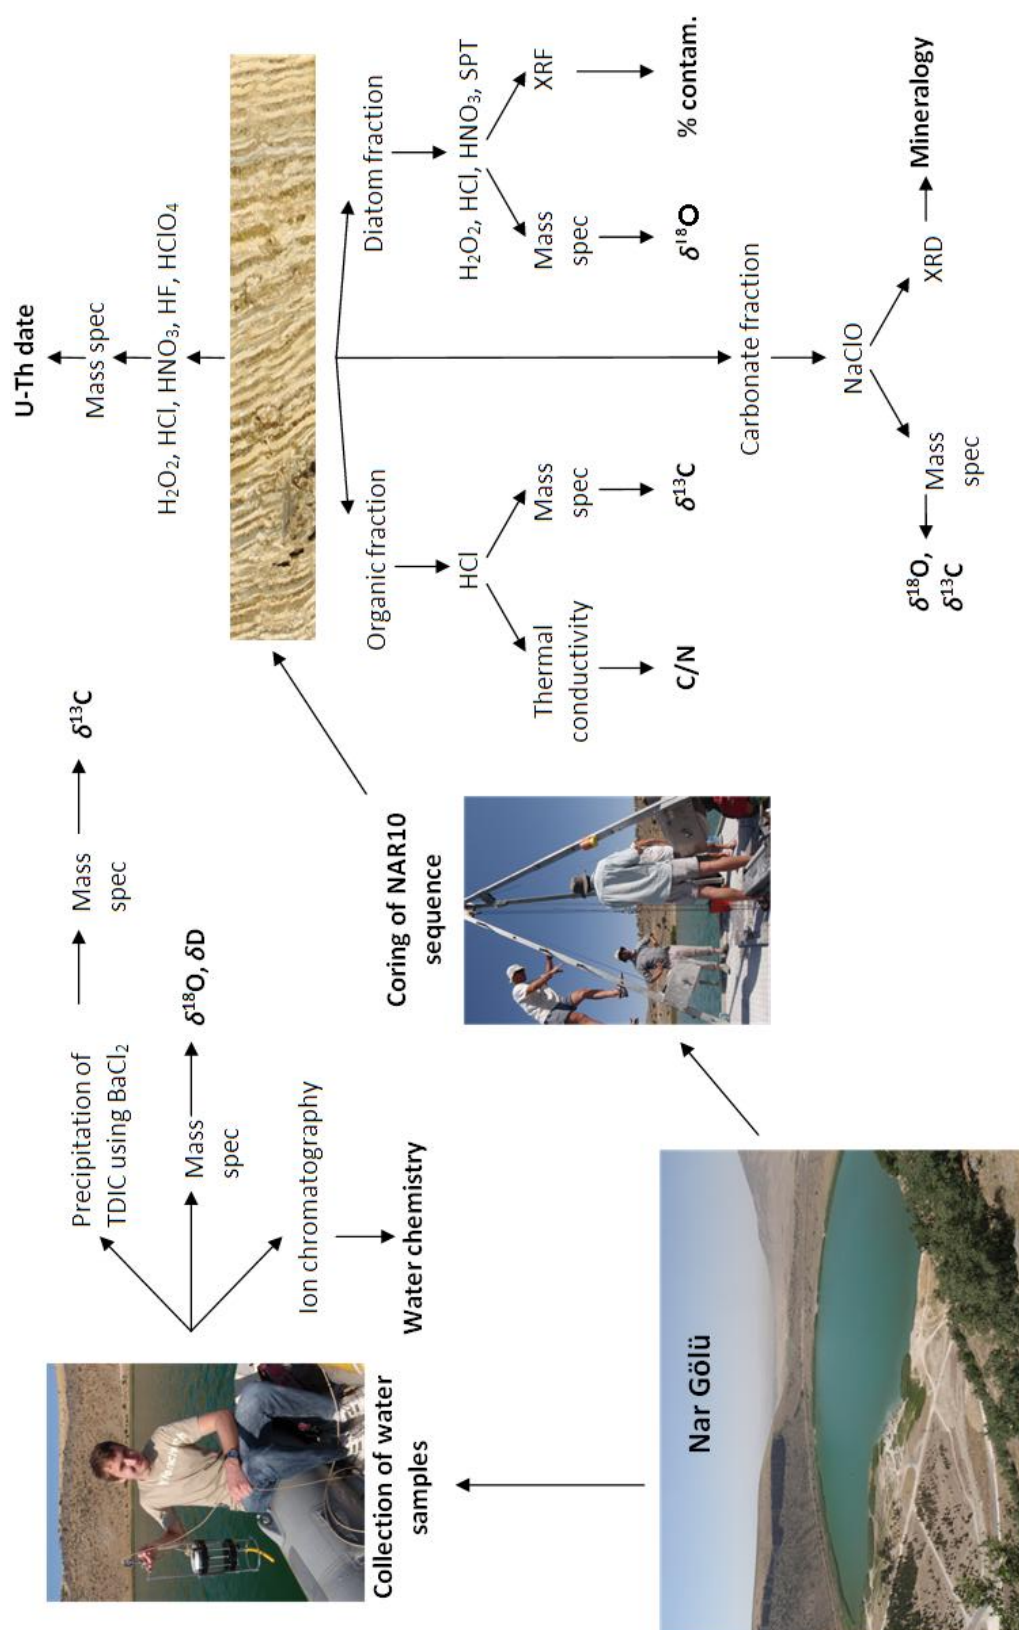 Nar Gölü
Collection of water
samples
Precipitation of
TDIC using BaCl₂
Mass
spec
δ¹³C
Mass
spec
δ¹⁸O, δD
Ion chromatography
Water chemistry
Coring of NAR10
sequence
U-Th date
Mass spec
H₂O₂, HCl, HNO₃, HF, HClO₄
Organic fraction
HCl
Thermal
conductivity
C/N
Mass
spec
δ¹³C
Diatom fraction
H₂O₂, HCl, HNO₃, SPT
Mass
spec
δ¹⁸O
XRF
% contam.
Carbonate fraction
NaClO
Mass
spec
δ¹⁸O,
δ¹³C
XRD
Mineralogy